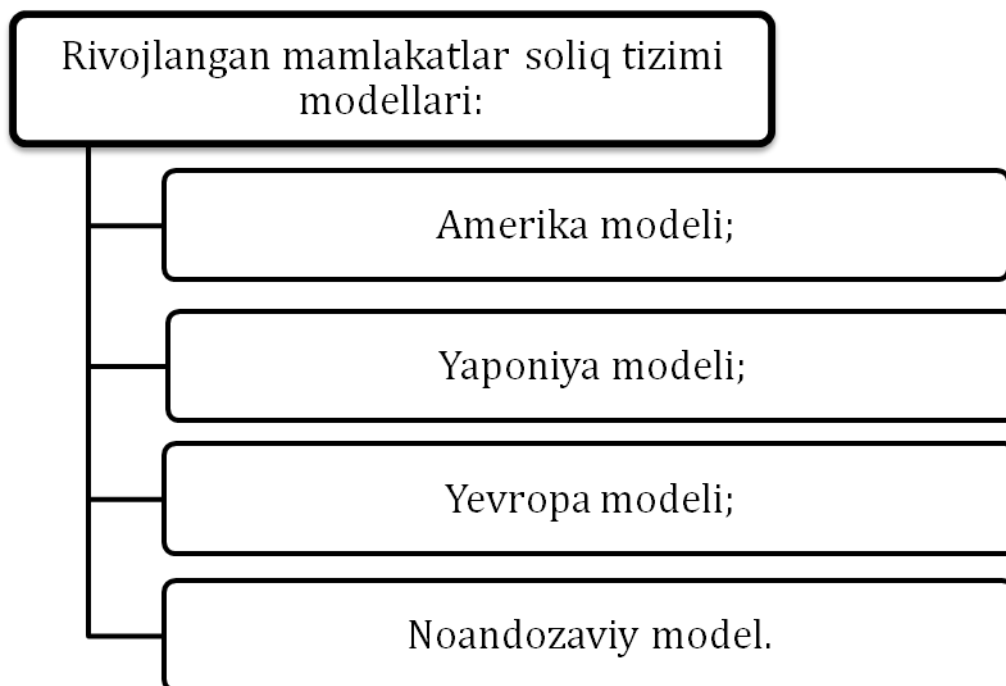 Rivojlangan mamlakatlar soliq tizimi
modellari:
Amerika modeli;
Yaponiya modeli;
Yevropa modeli;
Noandozaviy model.